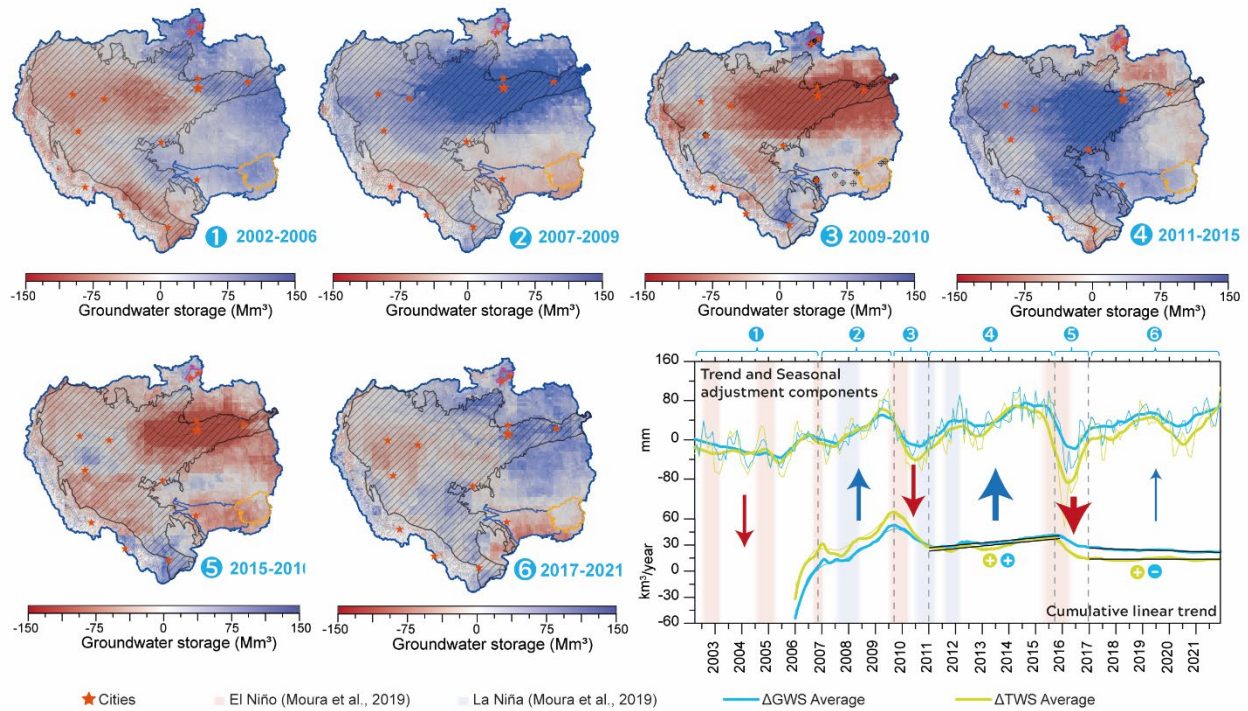 1 2002-2006
2 2007-2009
3 2009-2010
4 2011-2015
-150 -75 0 75 150
Groundwater storage (Mm³)
-150 -75 0 75 150
Groundwater storage (Mm³)
-150 -75 0 75 150
Groundwater storage (Mm³)
-150 -75 0 75 150
Groundwater storage (Mm³)
5 2015-201
6 2017-2021
-150 -75 0 75 150
Groundwater storage (Mm³)
-150 -75 0 75 150
Groundwater storage (Mm³)
1 2 3 4 5 6
Trend and Seasonal
adjustment components
160
80
0
-80
mm
60
30
0
-30
-60
km³/year
+ +
+ −
Cumulative linear trend
2003 2004 2005 2006 2007 2008 2009 2010 2011 2012 2013 2014 2015 2016 2017 2018 2019 2020 2021
Cities
El Niño (Moura et al., 2019)
La Niña (Moura et al., 2019)
ΔGWS Average
ΔTWS Average